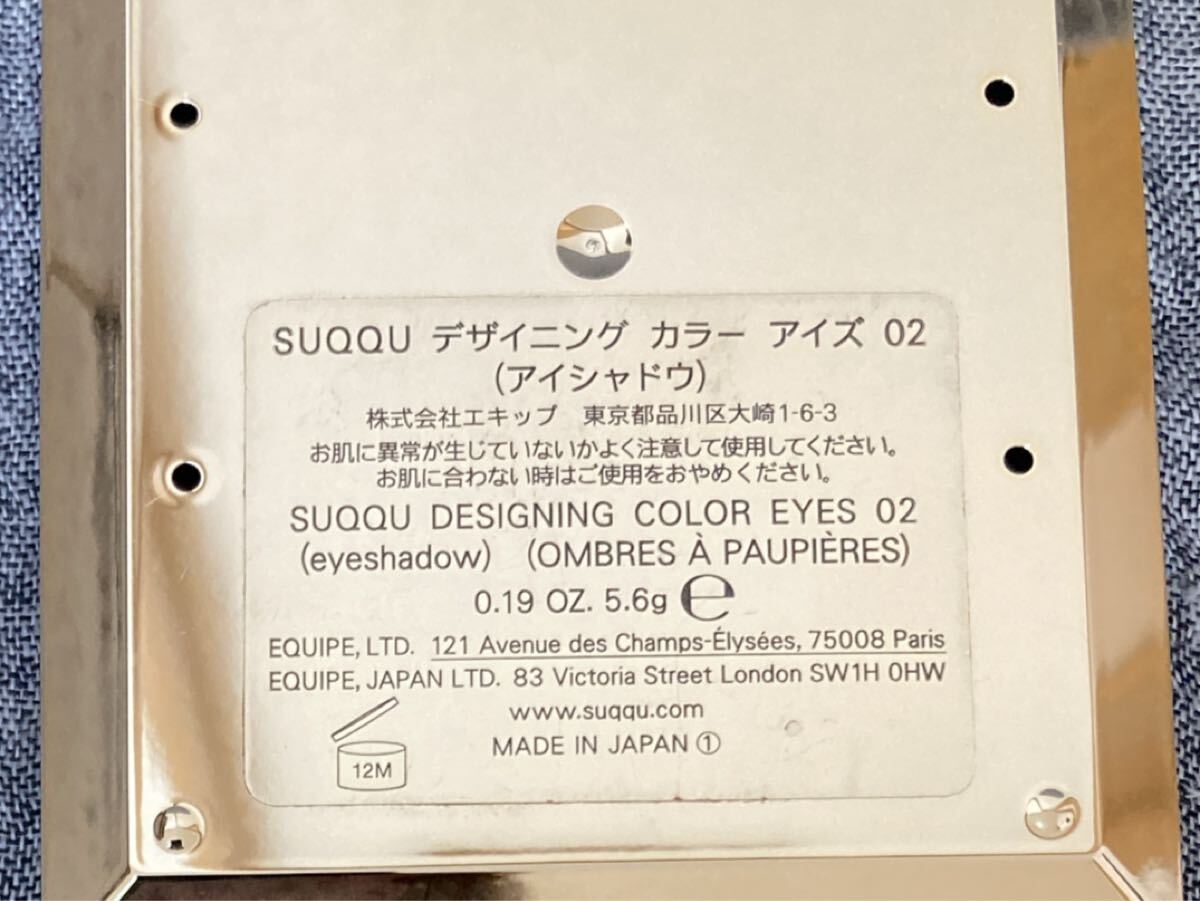 SUQQU デザイニング カラー アイズ 02
(アイシャドウ)
株式会社エキップ 東京都品川区大崎1-6-3
お肌に異常が生じていないかよく注意して使用してください。
お肌に合わない時はご使用をおやめください。
SUQQU DESIGNING COLOR EYES 02
(eyeshadow) (OMBRES À PAUPIÈRES)
0.19 OZ. 5.6g ℮
EQUIPE, LTD. 121 Avenue des Champs-Élysées, 75008 Paris
EQUIPE, JAPAN LTD. 83 Victoria Street London SW1H 0HW
www.suqqu.com
MADE IN JAPAN ①
12M